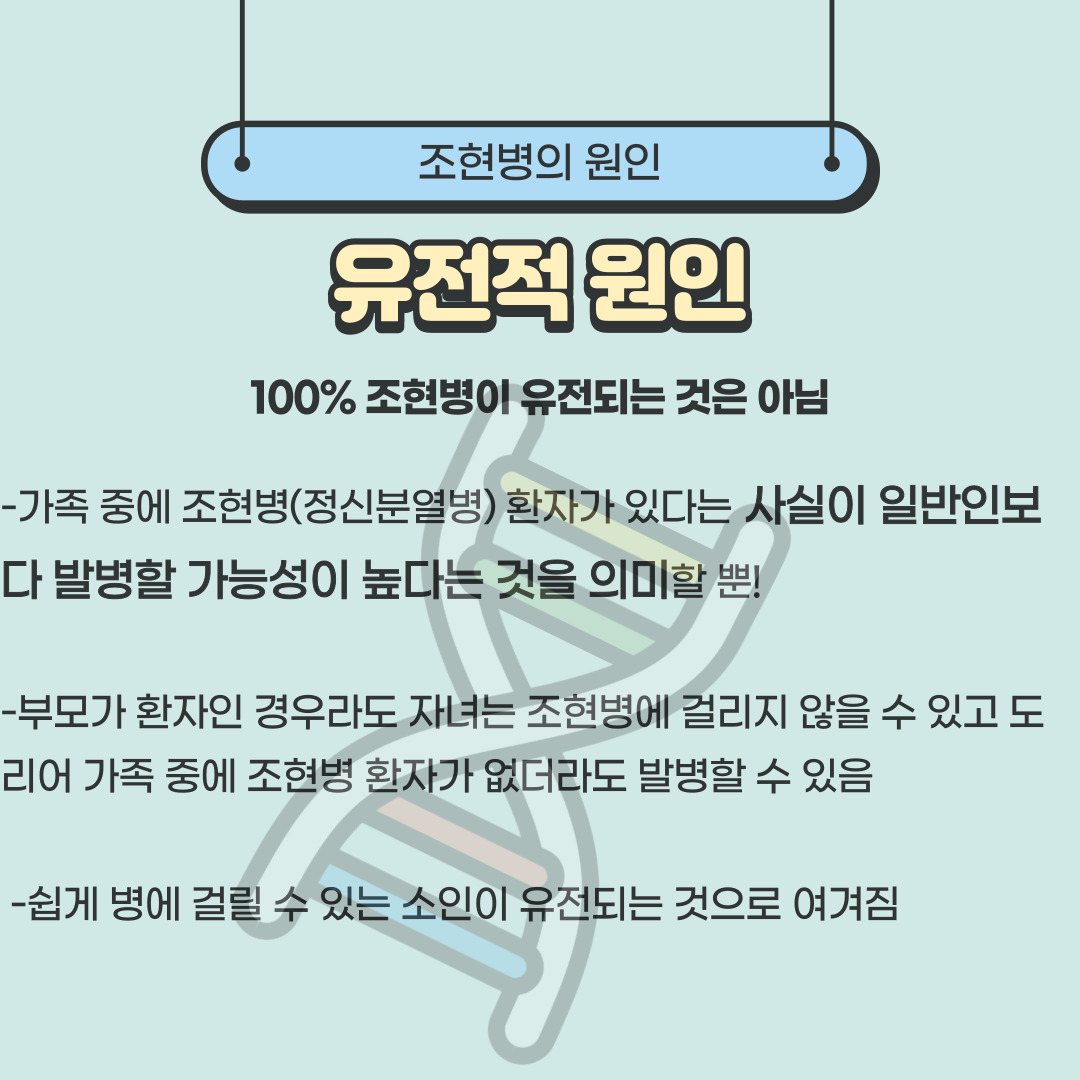 조현병의 원인
유전적 원인
100% 조현병이 유전되는 것은 아님
-가족 중에 조현병(정신분열병) 환자가 있다는 사실이 일반인보
다 발병할 가능성이 높다는 것을 의미할 뿐!
-부모가 환자인 경우라도 자녀는 조현병에 걸리지 않을 수 있고 도
리어 가족 중에 조현병 환자가 없더라도 발병할 수 있음
-쉽게 병에 걸릴 수 있는 소인이 유전되는 것으로 여겨짐